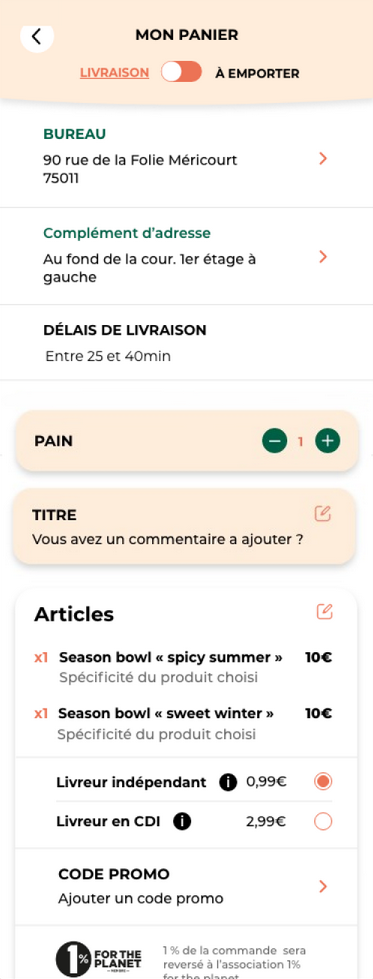 MON PANIER
LIVRAISON À EMPORTER
BUREAU
90 rue de la Folie Méricourt
75011
Complément d'adresse
Au fond de la cour. 1er étage à
gauche
DÉLAIS DE LIVRAISON
Entre 25 et 40min
PAIN − 1 +
TITRE
Vous avez un commentaire a ajouter ?
Articles
x1 Season bowl « spicy summer » 10€
Spécificité du produit choisi
x1 Season bowl « sweet winter » 10€
Spécificité du produit choisi
Livreur indépendant i 0,99€
Livreur en CDI i 2,99€
CODE PROMO
Ajouter un code promo
1% FOR THE
PLANET
1 % de la commande sera
reversé à l'association 1%
for the planet